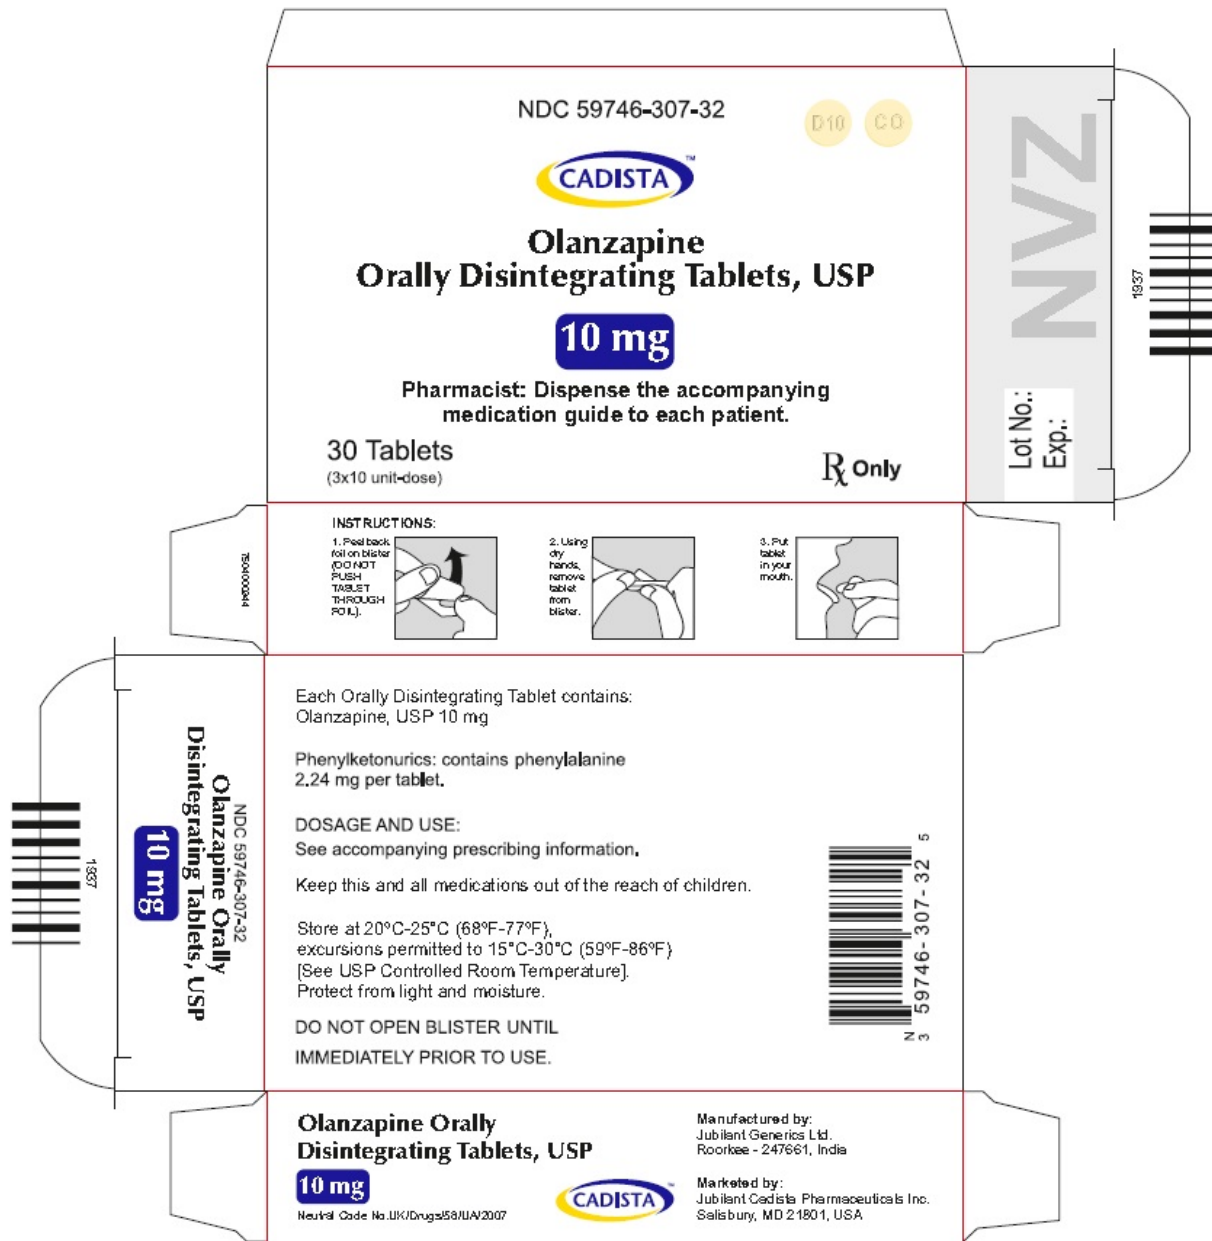 NDC 59746-307-32
D10 CO
CADISTA™
Olanzapine
Orally Disintegrating Tablets, USP
10 mg
Pharmacist: Dispense the accompanying
medication guide to each patient.
30 Tablets
(3x10 unit-dose)
Rx Only
NVZ
Lot No.:
Exp.:
1937
INSTRUCTIONS:
1. Peel back
foil on blister
(DO NOT
PUSH
TABLET
THROUGH
FOIL).
2. Using
dry
hands,
remove
tablet
from
blister.
3. Put
tablet
in your
mouth.
NDC 59746-307-32
Olanzapine Orally
Disintegrating Tablets, USP
10 mg
1937
Each Orally Disintegrating Tablet contains:
Olanzapine, USP 10 mg
Phenylketonurics: contains phenylalanine
2.24 mg per tablet.
DOSAGE AND USE:
See accompanying prescribing information.
Keep this and all medications out of the reach of children.
Store at 20°C-25°C (68°F-77°F),
excursions permitted to 15°C-30°C (59°F-86°F)
[See USP Controlled Room Temperature].
Protect from light and moisture.
DO NOT OPEN BLISTER UNTIL
IMMEDIATELY PRIOR TO USE.
N
3 59746-307-32 5
Olanzapine Orally
Disintegrating Tablets, USP
10 mg
Neutral Code No.UK/Drugs/58/UA/2007
CADISTA™
Manufactured by:
Jubilant Generics Ltd.
Roorkee - 247661, India
Marketed by:
Jubilant Cadista Pharmaceuticals Inc.
Salisbury, MD 21801, USA